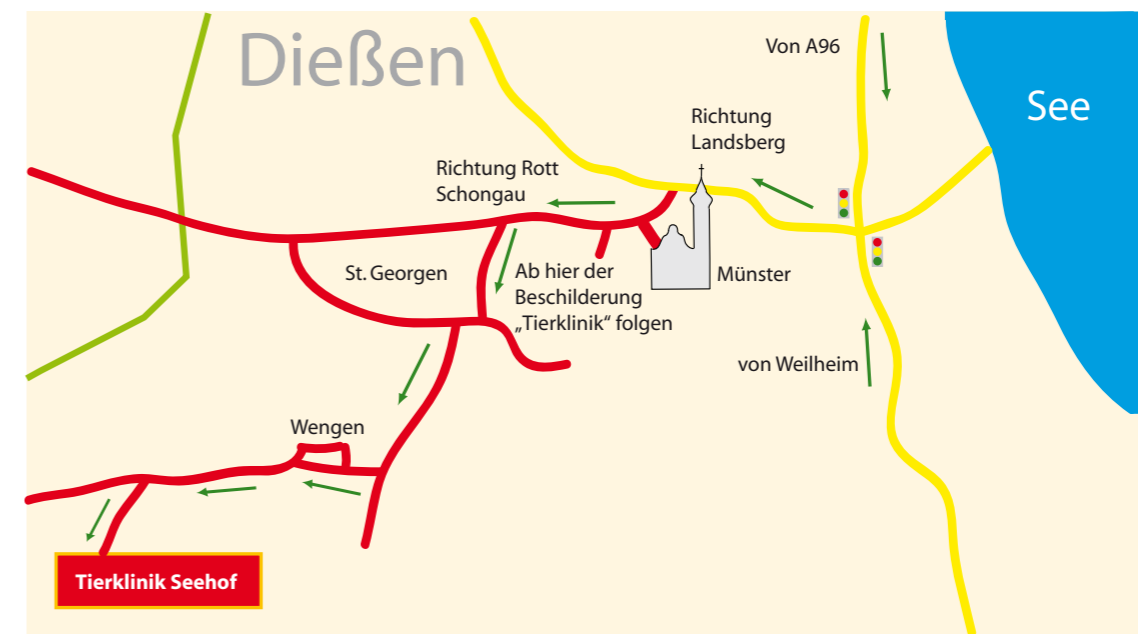 Dießen
Von A96
See
Richtung
Landsberg
Richtung Rott
Schongau
St. Georgen
Ab hier der
Beschilderung
„Tierklinik“ folgen
Münster
von Weilheim
Wengen
Tierklinik Seehof